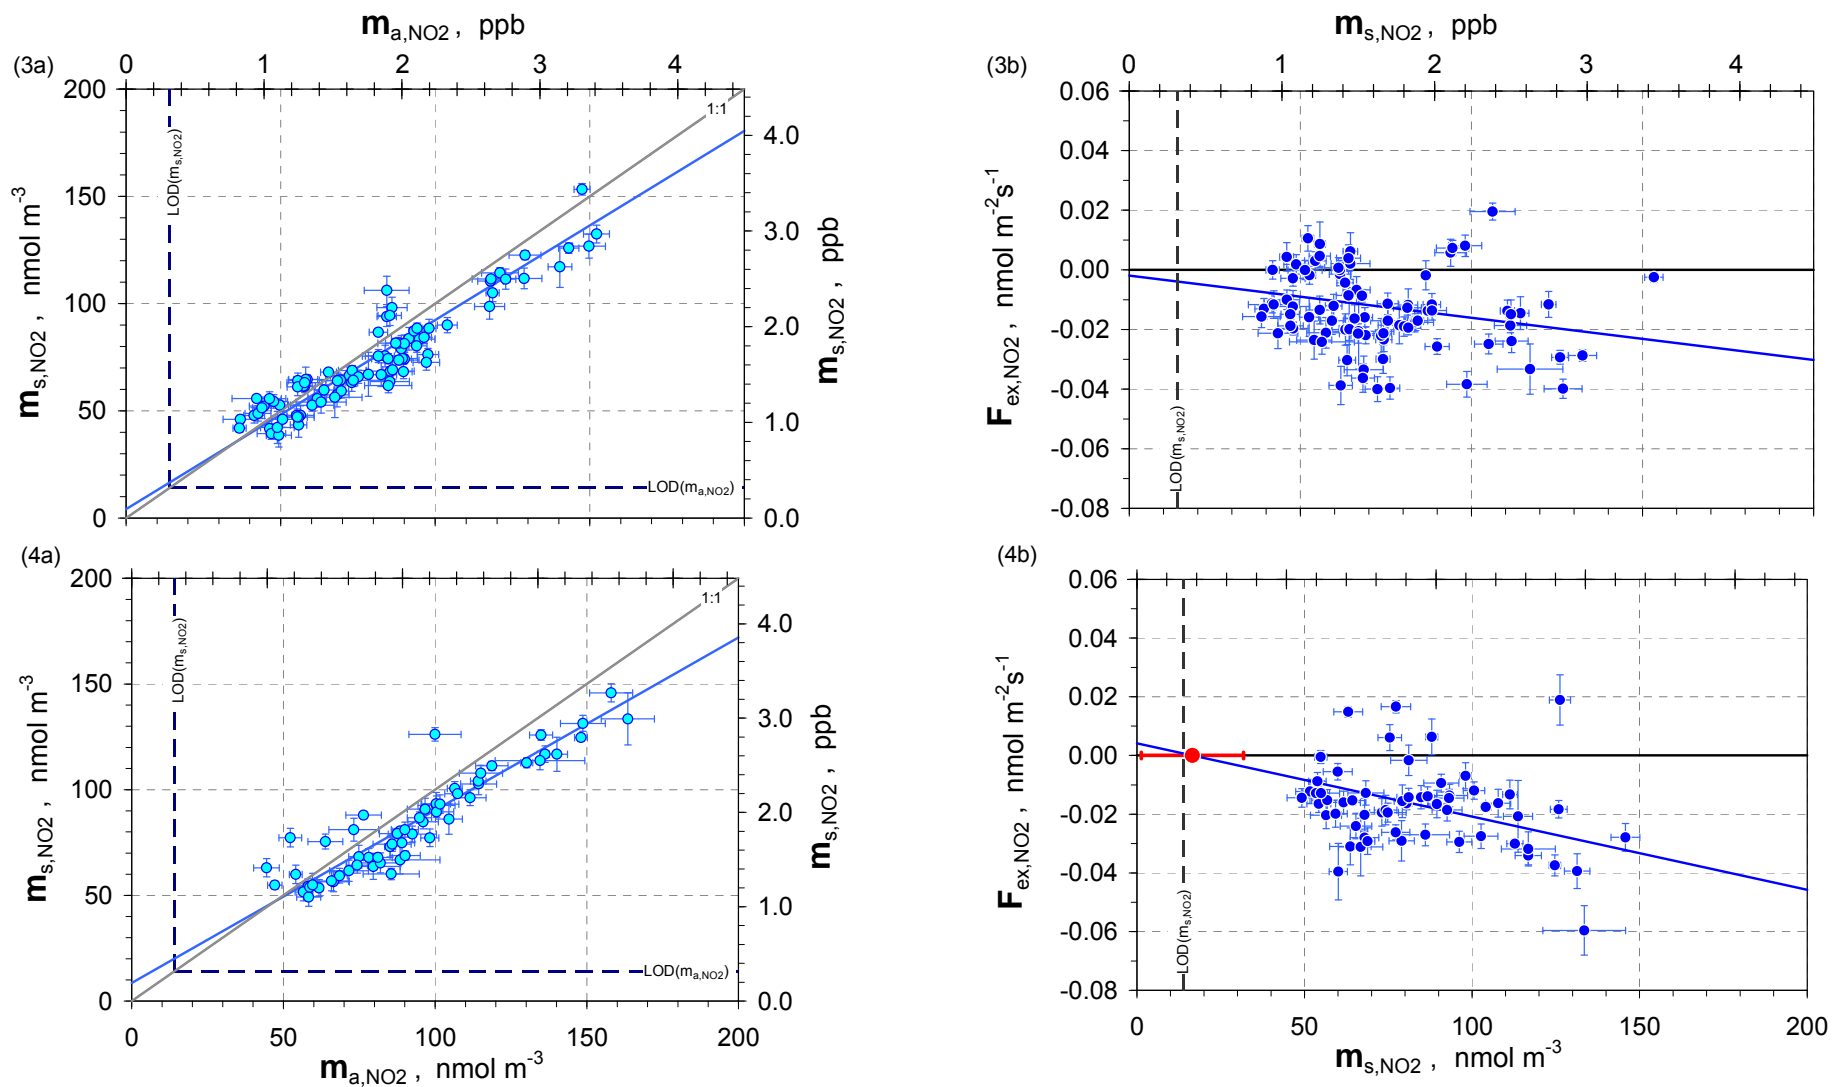 m a,NO2 , ppb
m s,NO2 , ppb
(3a)
0 1 2 3 4
(3b)
0 1 2 3 4
200
150
100
50
0
m s,NO2 , nmol m-3
LOD(m s,NO2)
1:1
LOD(m a,NO2)
4.0
3.0
2.0
1.0
0.0
m s,NO2 , ppb
0.06
0.04
0.02
0.00
-0.02
-0.04
-0.06
-0.08
F ex,NO2 , nmol m-2 s-1
LOD(m s,NO2)
(4a)
200
150
100
50
0
m s,NO2 , nmol m-3
LOD(m s,NO2)
1:1
LOD(m a,NO2)
4.0
3.0
2.0
1.0
0.0
m s,NO2 , ppb
0 50 100 150 200
m a,NO2 , nmol m-3
(4b)
0.06
0.04
0.02
0.00
-0.02
-0.04
-0.06
-0.08
F ex,NO2 , nmol m-2 s-1
LOD(m s,NO2)
0 50 100 150 200
m s,NO2 , nmol m-3